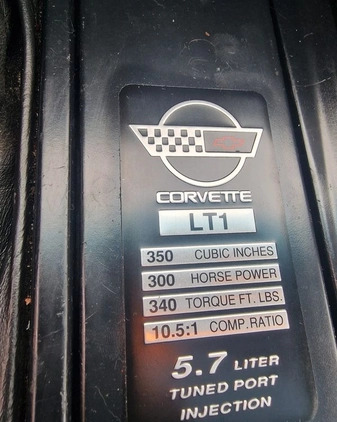 CORVETTE
LT1
350 CUBIC INCHES
300 HORSE POWER
340 TORQUE FT. LBS.
10.5:1 COMP. RATIO
5.7 LITER
TUNED PORT
INJECTION